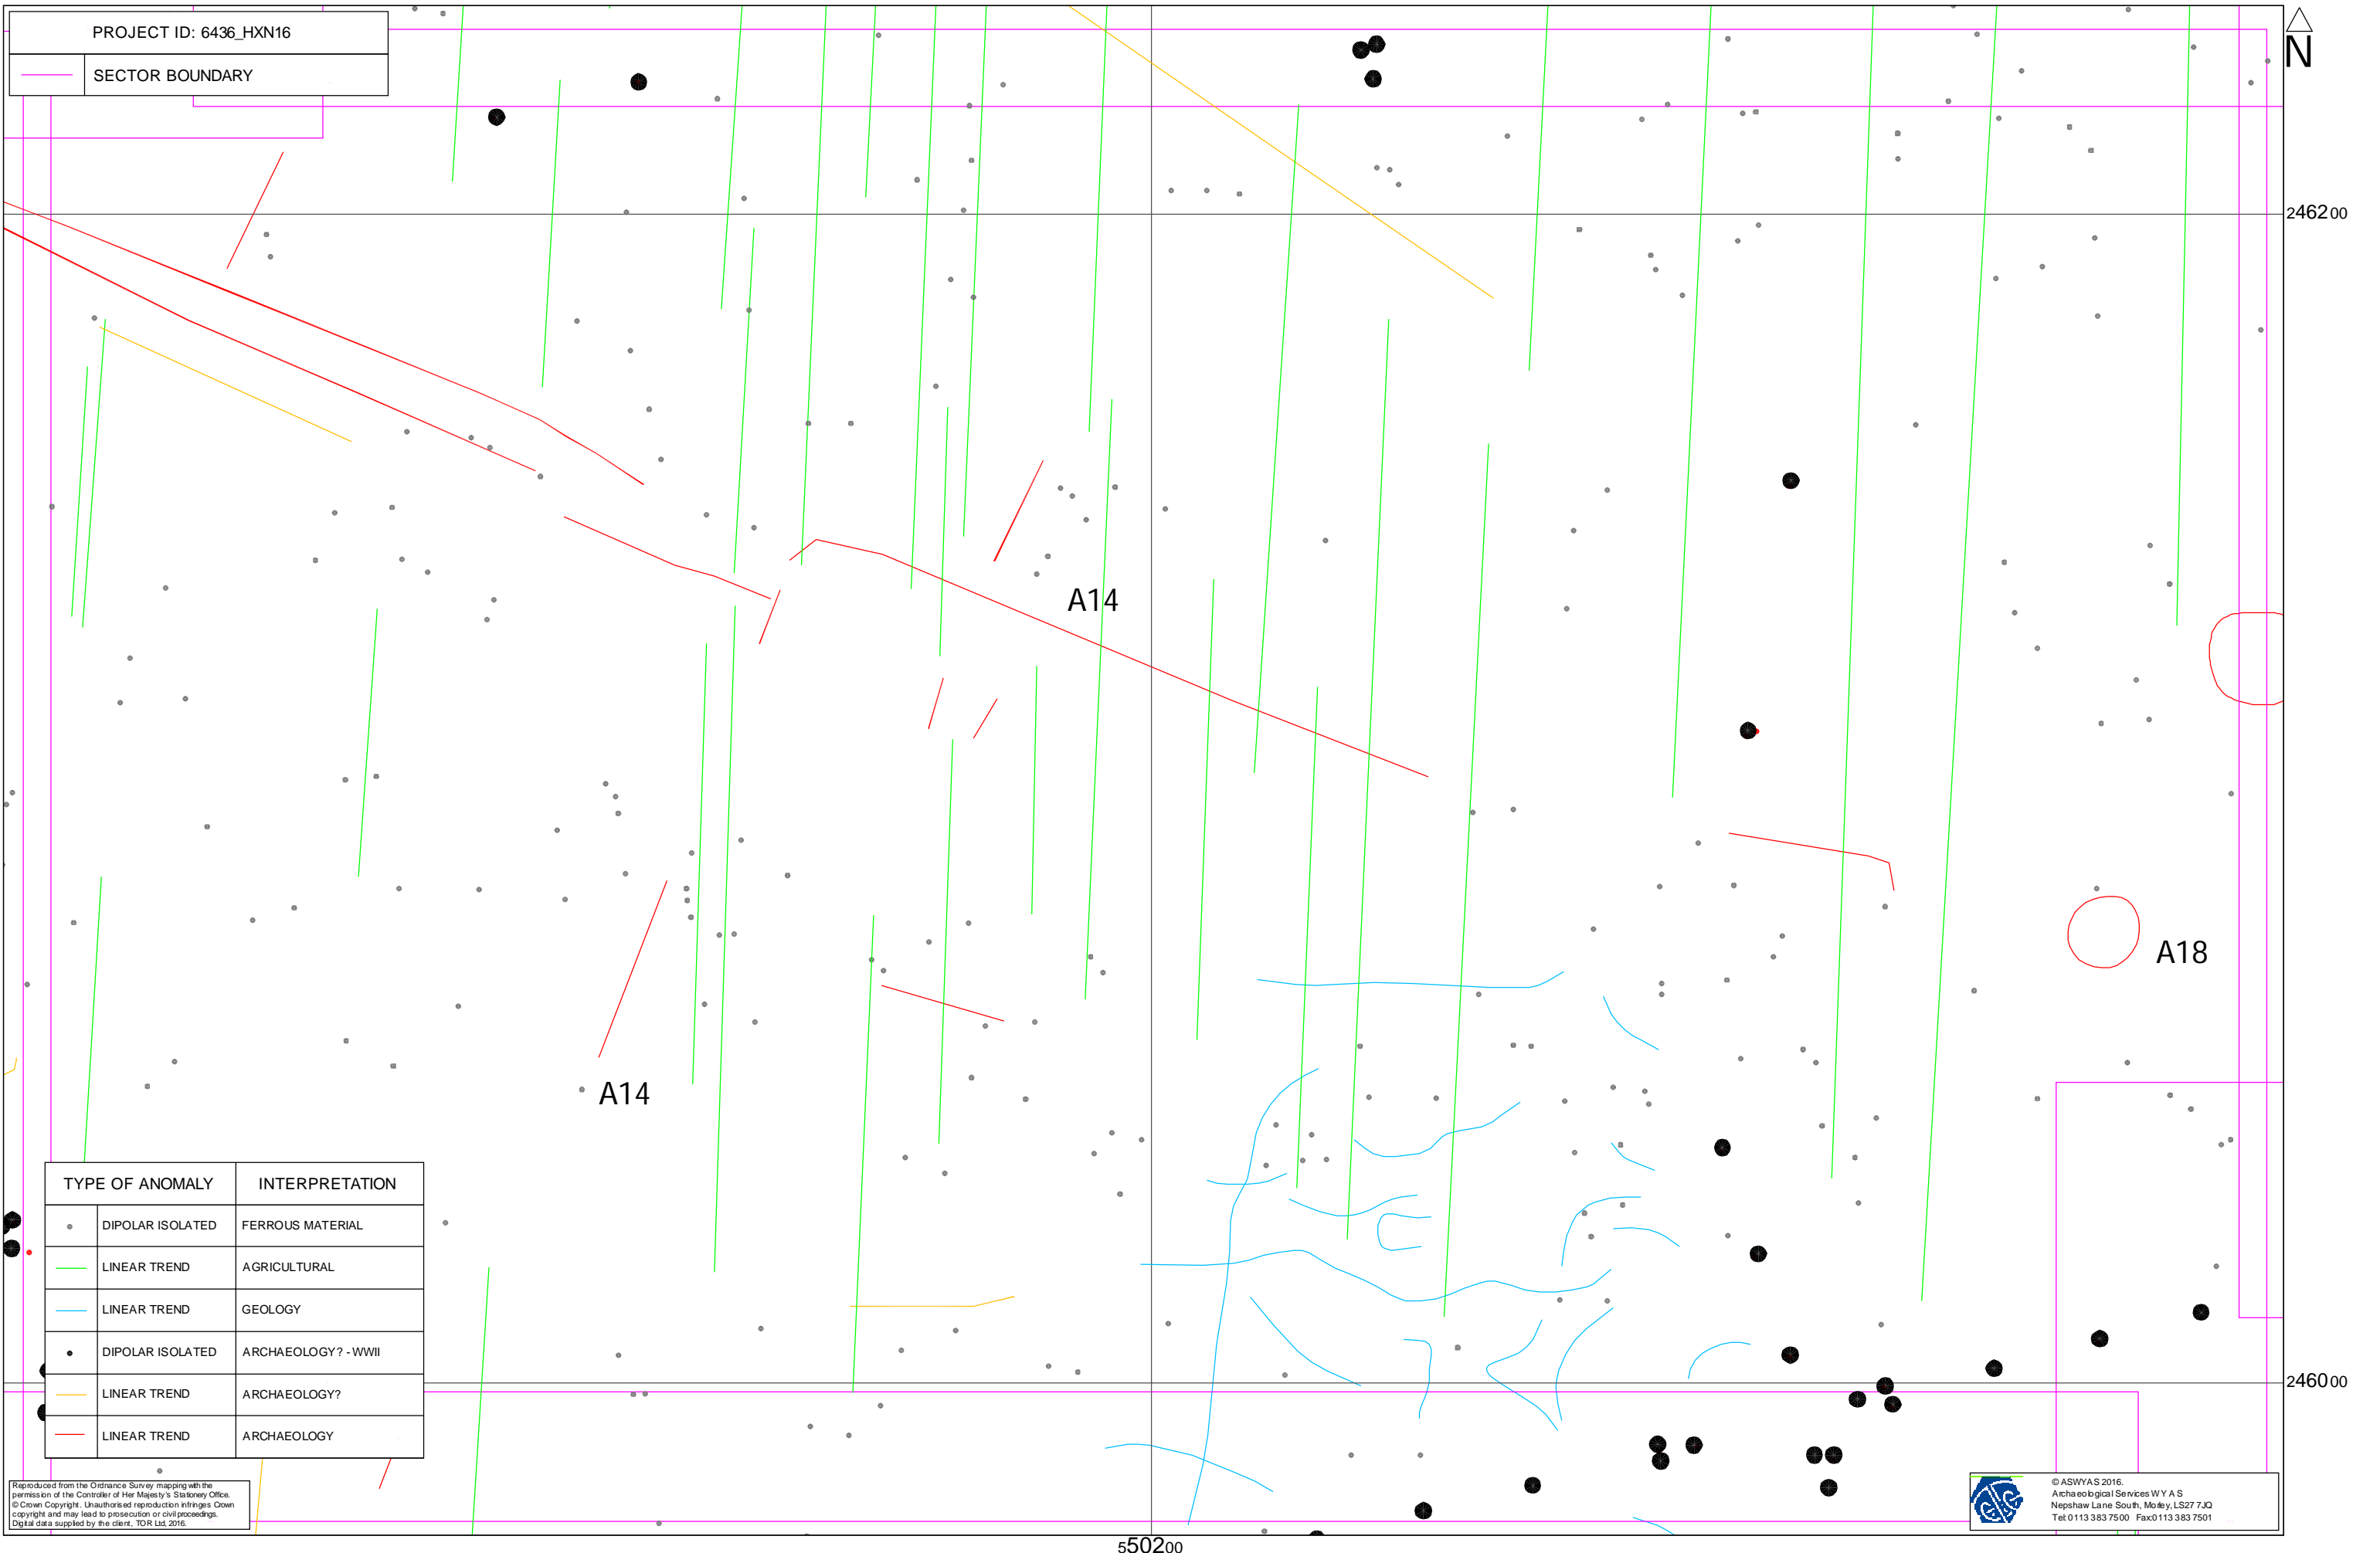 PROJECT ID: 6436_HXN16
SECTOR BOUNDARY
N
24620 0
A14
A18
A14
TYPE OF ANOMALY INTERPRETATION
DIPOLAR ISOLATED FERROUS MATERIAL
LINEAR TREND AGRICULTURAL
LINEAR TREND GEOLOGY
DIPOLAR ISOLATED ARCHAEOLOGY? - WWII
LINEAR TREND ARCHAEOLOGY?
LINEAR TREND ARCHAEOLOGY
246000
Reproduced from the Ordnance Survey mapping with the
permission of the Controller of Her Majesty's Stationery Office.
© Crown Copyright. Unauthorised reproduction infringes Crown
copyright and may lead to prosecution or civil proceedings.
Digital data supplied by the client, TOR Ltd, 2016.
© ASWYAS 2016.
Archaeological Services W Y A S
Nepshaw Lane South, Morley, LS27 7JQ
Tel: 0113 383 7500 Fax: 0113 383 7501
550200